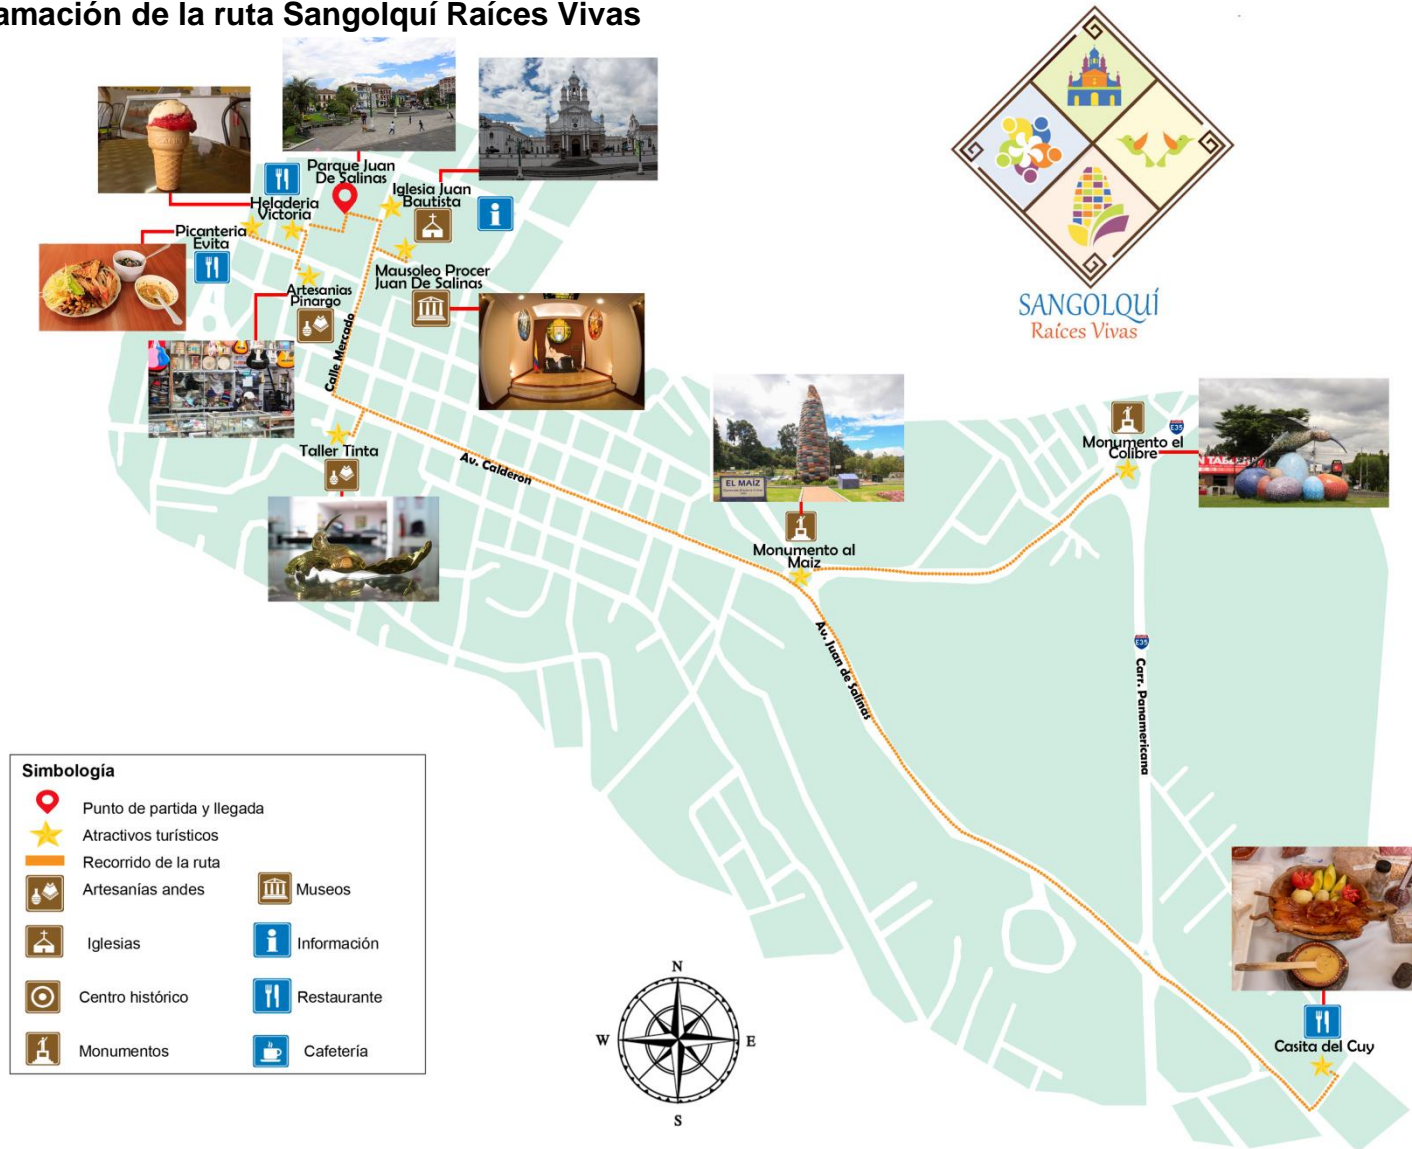 amación de la ruta Sangolquí Raíces Vivas
Parque Juan
De Salinas
Iglesia Juan
Bautista
Heladeria
Victoria
Picanteria
Evita
Mausoleo Procer
Juan De Salinas
Artesanias
Pinargo
Calle Mercado
SANGOLQUÍ
Raíces Vivas
Taller Tinta
Av. Calderon
EL MAÍZ
Monumento al
Maiz
E35
Monumento el
Colibre
Av. Juan de Salinas
E35
Carr. Panamericana
Casita del Cuy
Simbología
Punto de partida y llegada
Atractivos turísticos
Recorrido de la ruta
Artesanías andes
Museos
Iglesias
Información
Centro histórico
Restaurante
Monumentos
Cafetería
N
W
E
S